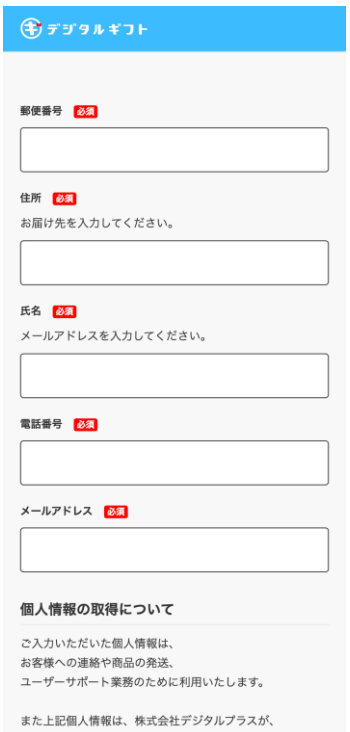 デジタルギフト
郵便番号 必須
住所 必須
お届け先を入力してください。
氏名 必須
メールアドレスを入力してください。
電話番号 必須
メールアドレス 必須
個人情報の取得について
ご入力いただいた個人情報は、
お客様への連絡や商品の発送、
ユーザーサポート業務のために利用いたします。
また上記個人情報は、株式会社デジタルプラスが、